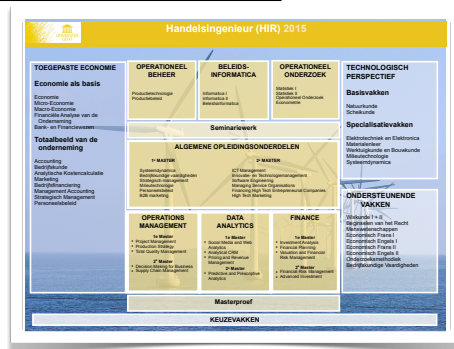 Handelsingenieur (HIR) 2015
TOEGEPASTE ECONOMIE
Economie als basis
Economie
Micro-Economie
Macro-Economie
Financiële Analyse van de
Onderneming
Bank- en Financiewezen
Totaalbeeld van de
onderneming
Accounting
Bedrijfskunde
Analytische Kostencalculatie
Marketing
Bedrijfsfinanciering
Management Accounting
Strategisch Management
Personeelsbeleid
OPERATIONEEL
BEHEER
Productietechnologie
Productiebeleid
BELEIDS-
INFORMATICA
Informatica I
Informatica II
Beleidsinformatica
OPERATIONEEL
ONDERZOEK
Statistiek I
Statistiek II
Operationeel Onderzoek
Econometrie
Seminariewerk
ALGEMENE OPLEIDINGSONDERDELEN
1e MASTER
Systeemdynamica
Bedrijfskundige vaardigheden
Strategisch management
Milieutechnologie
Personeelsbeleid
B2B marketing
2e MASTER
ICT Management
Innovatie- en Technologiemanagement
Software Engineering
Managing Service Organisations
Financing High Tech Entrepreneurial Companies
High Tech Marketing
OPERATIONS
MANAGEMENT
1e Master
• Project Management
• Production Strategy
• Total Quality Management
2e Master
• Decision Making for Business
• Supply Chain Management
DATA
ANALYTICS
1e Master
• Social Media and Web
Analytics
• Analytical CRM
• Pricing and Revenue
Management
2e Master
• Predictive and Prescriptive
Analytics
FINANCE
1e Master
• Investment Analysis
• Financial Planning
• Valuation and Financial
Risk Management
2e Master
• Financial Risk Management
• Advanced Investment
Masterproef
KEUZEVAKKEN
TECHNOLOGISCH
PERSPECTIEF
Basisvakken
Natuurkunde
Scheikunde
Specialisatievakken
Elektrotechniek en Elektronica
Materialenleer
Werktuigkunde en Bouwkunde
Milieutechnologie
Systeemdynamica
ONDERSTEUNENDE
VAKKEN
Wiskunde I + II
Beginselen van het Recht
Menswetenschappen
Economisch Frans I
Economisch Engels I
Economisch Frans II
Economisch Engels II
Onderzoeksmethodiek
Bedrijfskundige Vaardigheden